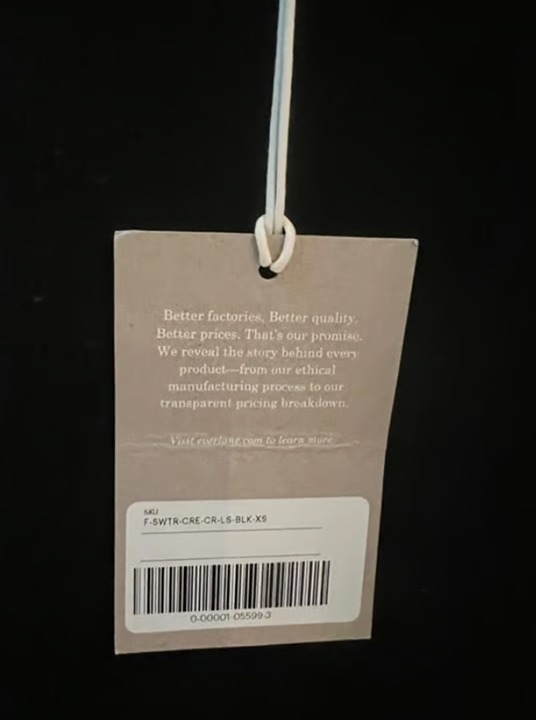 Better factories. Better quality.
Better prices. That's our promise.
We reveal the story behind every
product—from our ethical
manufacturing process to our
transparent pricing breakdown.
Visit everlane.com to learn more
SKU
F-SWTR-CRE-CR-LS-BLK-XS
0-00001-05599-3